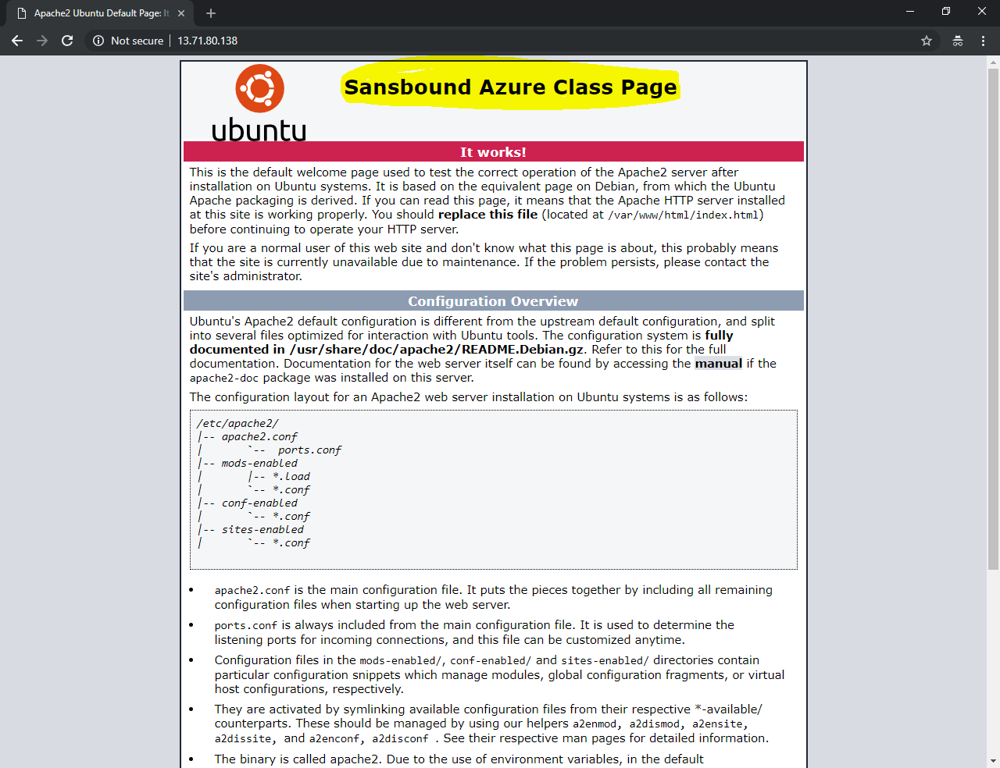 Apache2 Ubuntu Default Page: It
Not secure
13.71.80.138
ubuntu
Sansbound Azure Class Page
It works!
This is the default welcome page used to test the correct operation of the Apache2 server after
installation on Ubuntu systems. It is based on the equivalent page on Debian, from which the Ubuntu
Apache packaging is derived. If you can read this page, it means that the Apache HTTP server installed
at this site is working properly. You should replace this file (located at /var/www/html/index.html)
before continuing to operate your HTTP server.
If you are a normal user of this web site and don't know what this page is about, this probably means
that the site is currently unavailable due to maintenance. If the problem persists, please contact the
site's administrator.
Configuration Overview
Ubuntu's Apache2 default configuration is different from the upstream default configuration, and split
into several files optimized for interaction with Ubuntu tools. The configuration system is fully
documented in /usr/share/doc/apache2/README.Debian.gz. Refer to this for the full
documentation. Documentation for the web server itself can be found by accessing the manual if the
apache2-doc package was installed on this server.
The configuration layout for an Apache2 web server installation on Ubuntu systems is as follows:
/etc/apache2/
|-- apache2.conf
|       `--  ports.conf
|-- mods-enabled
|       |-- *.load
|       `-- *.conf
|-- conf-enabled
|       `-- *.conf
|-- sites-enabled
|       `-- *.conf
• apache2.conf is the main configuration file. It puts the pieces together by including all remaining
configuration files when starting up the web server.
• ports.conf is always included from the main configuration file. It is used to determine the
listening ports for incoming connections, and this file can be customized anytime.
• Configuration files in the mods-enabled/, conf-enabled/ and sites-enabled/ directories contain
particular configuration snippets which manage modules, global configuration fragments, or virtual
host configurations, respectively.
• They are activated by symlinking available configuration files from their respective *-available/
counterparts. These should be managed by using our helpers a2enmod, a2dismod, a2ensite,
a2dissite, and a2enconf, a2disconf . See their respective man pages for detailed information.
• The binary is called apache2. Due to the use of environment variables, in the default